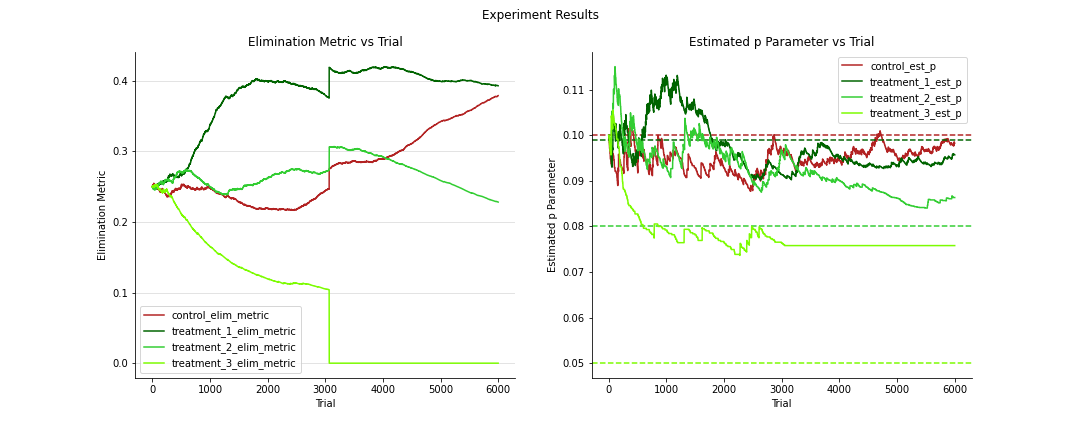 Experiment Results
Elimination Metric vs Trial
Elimination Metric
0.4
0.3
0.2
0.1
0.0
control_elim_metric
treatment_1_elim_metric
treatment_2_elim_metric
treatment_3_elim_metric
0
1000
2000
3000
4000
5000
6000
Trial
Estimated p Parameter vs Trial
Estimated p Parameter
0.11
0.10
0.09
0.08
0.07
0.06
0.05
control_est_p
treatment_1_est_p
treatment_2_est_p
treatment_3_est_p
0
1000
2000
3000
4000
5000
6000
Trial